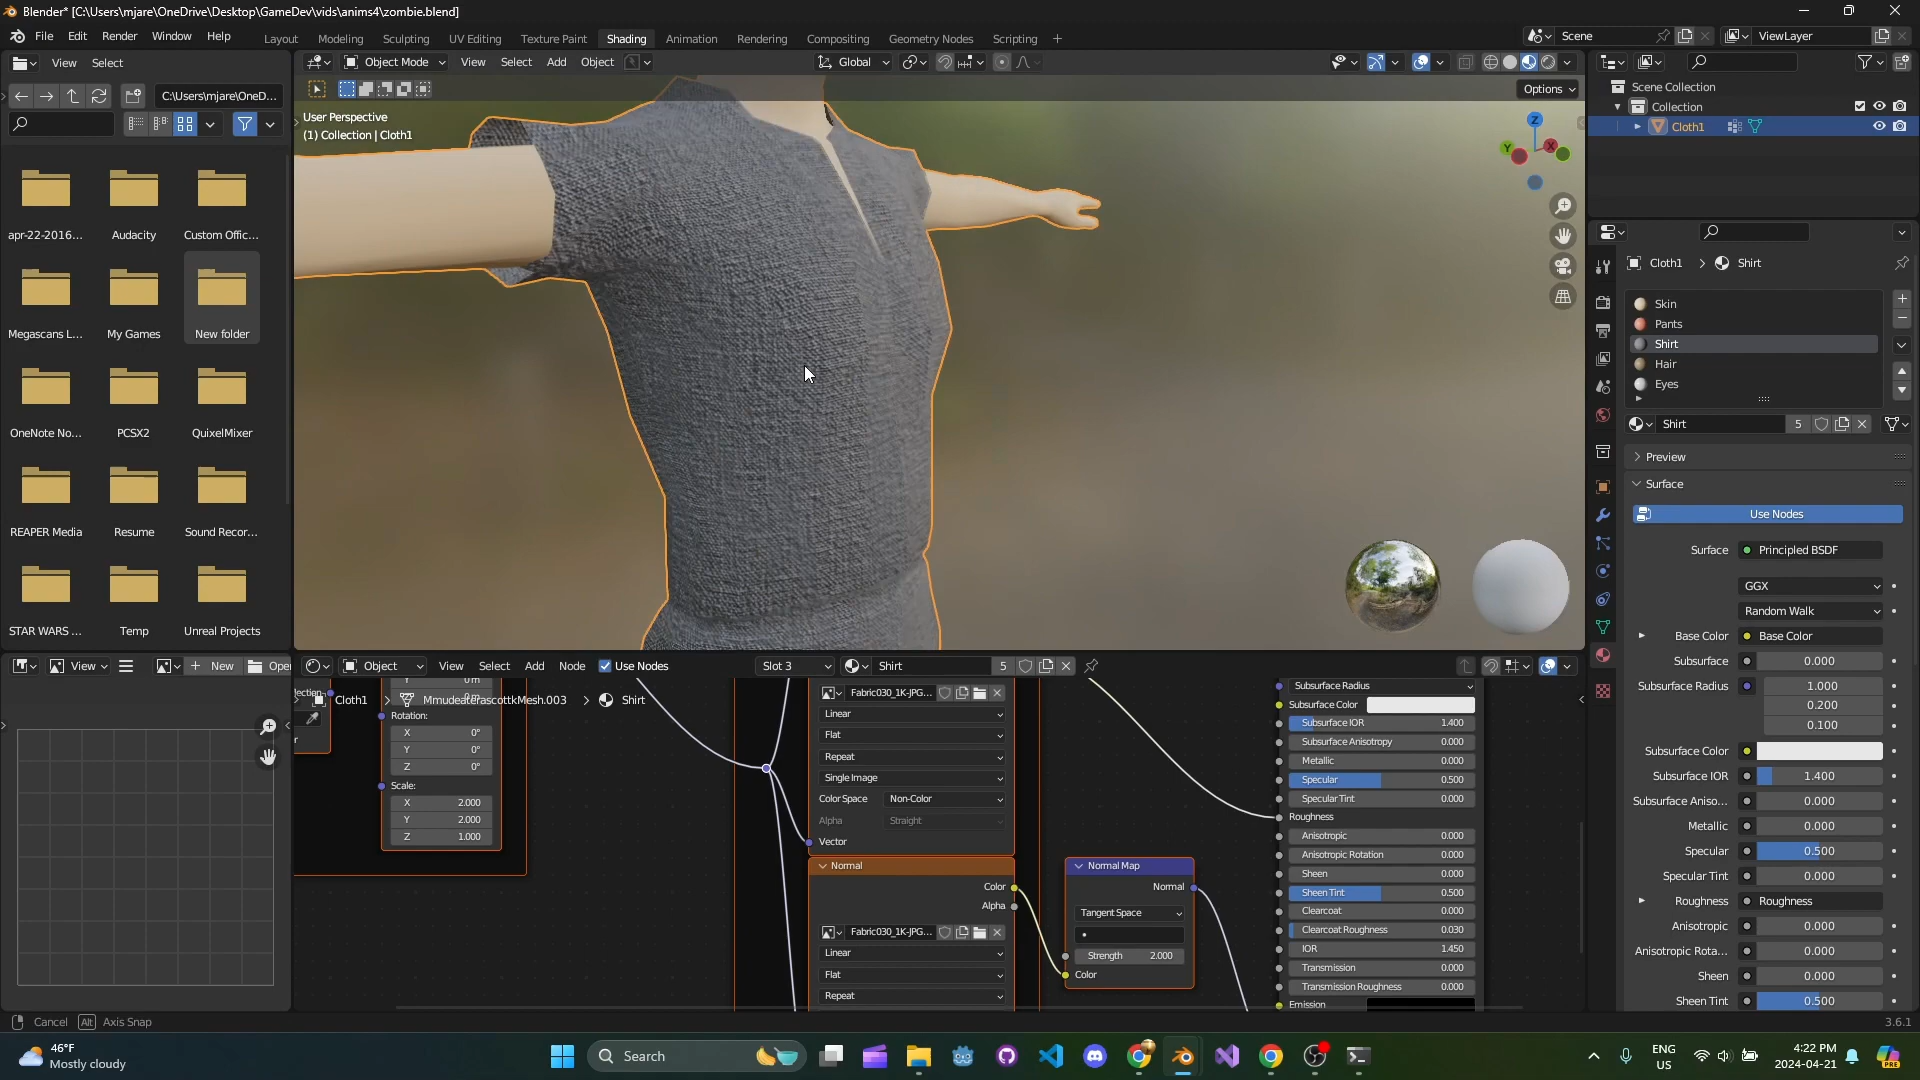 Blender* [C:\Users\mjare\OneDrive\Desktop\GameDev\vids\anims4\zombie.blend]
File Edit Render Window Help
Layout Modeling Sculpting UV Editing Texture Paint Shading Animation Rendering Compositing Geometry Nodes Scripting +
Scene
ViewLayer
View Select
Object Mode View Select Add Object
Global
C:\Users\mjare\OneD...
Options
User Perspective
(1) Collection | Cloth1
Z
Y
X
Scene Collection
Collection
Cloth1
apr-22-2016...
Audacity
Custom Offic...
Megascans L...
My Games
New folder
OneNote No...
PCSX2
QuixelMixer
REAPER Media
Resume
Sound Recor...
STAR WARS ...
Temp
Unreal Projects
Cloth1 > Shirt
Skin
Pants
Shirt
Hair
Eyes
Shirt 5
Preview
Surface
Use Nodes
Surface Principled BSDF
GGX
Random Walk
Base Color Base Color
Subsurface 0.000
Subsurface Radius 1.000
0.200
0.100
Subsurface Color
Subsurface IOR 1.400
Subsurface Aniso... 0.000
Metallic 0.000
Specular 0.500
Specular Tint 0.000
Roughness Roughness
Anisotropic 0.000
Anisotropic Rota... 0.000
Sheen 0.000
Sheen Tint 0.500
View
New
Open
Object View Select Add Node Use Nodes
Slot 3
Shirt 5
Cloth1 > MmudeaterascottkMesh.003 > Shirt
Y 0 m
Rotation:
X 0°
Y 0°
Z 0°
Scale:
X 2.000
Y 2.000
Z 1.000
Fabric030_1K-JPG...
Linear
Flat
Repeat
Single Image
Color Space Non-Color
Alpha Straight
Vector
Normal
Color
Alpha
Fabric030_1K-JPG...
Linear
Flat
Repeat
Normal Map
Normal
Tangent Space
Strength 2.000
Color
Subsurface Radius
Subsurface Color
Subsurface IOR 1.400
Subsurface Anisotropy 0.000
Metallic 0.000
Specular 0.500
Specular Tint 0.000
Roughness
Anisotropic 0.000
Anisotropic Rotation 0.000
Sheen 0.000
Sheen Tint 0.500
Clearcoat 0.000
Clearcoat Roughness 0.030
IOR 1.450
Transmission 0.000
Transmission Roughness 0.000
Emission
Cancel Alt Axis Snap
3.6.1
46°F
Mostly cloudy
Search
ENG
US
4:22 PM
2024-04-21
PRE